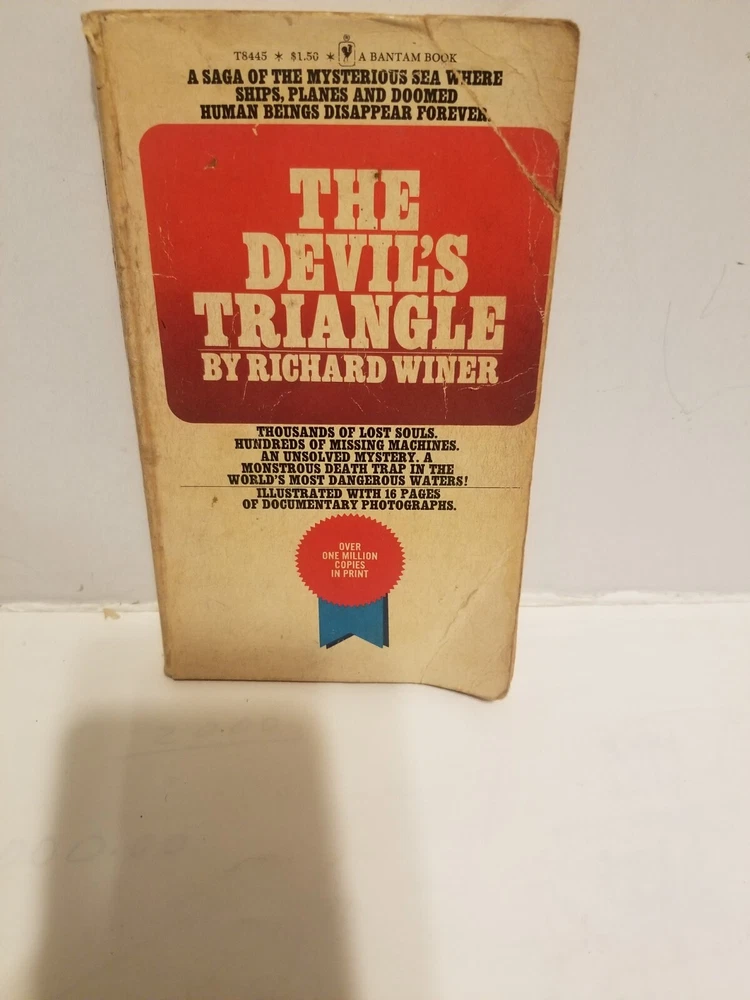 T8445 * $1.50 * A BANTAM BOOK
A SAGA OF THE MYSTERIOUS SEA WHERE
SHIPS, PLANES AND DOOMED
HUMAN BEINGS DISAPPEAR FOREVER.
THE
DEVIL'S
TRIANGLE
BY RICHARD WINER
THOUSANDS OF LOST SOULS.
HUNDREDS OF MISSING MACHINES.
AN UNSOLVED MYSTERY. A
MONSTROUS DEATH TRAP IN THE
WORLD'S MOST DANGEROUS WATERS!
ILLUSTRATED WITH 16 PAGES
OF DOCUMENTARY PHOTOGRAPHS.
OVER
ONE MILLION
COPIES
IN PRINT